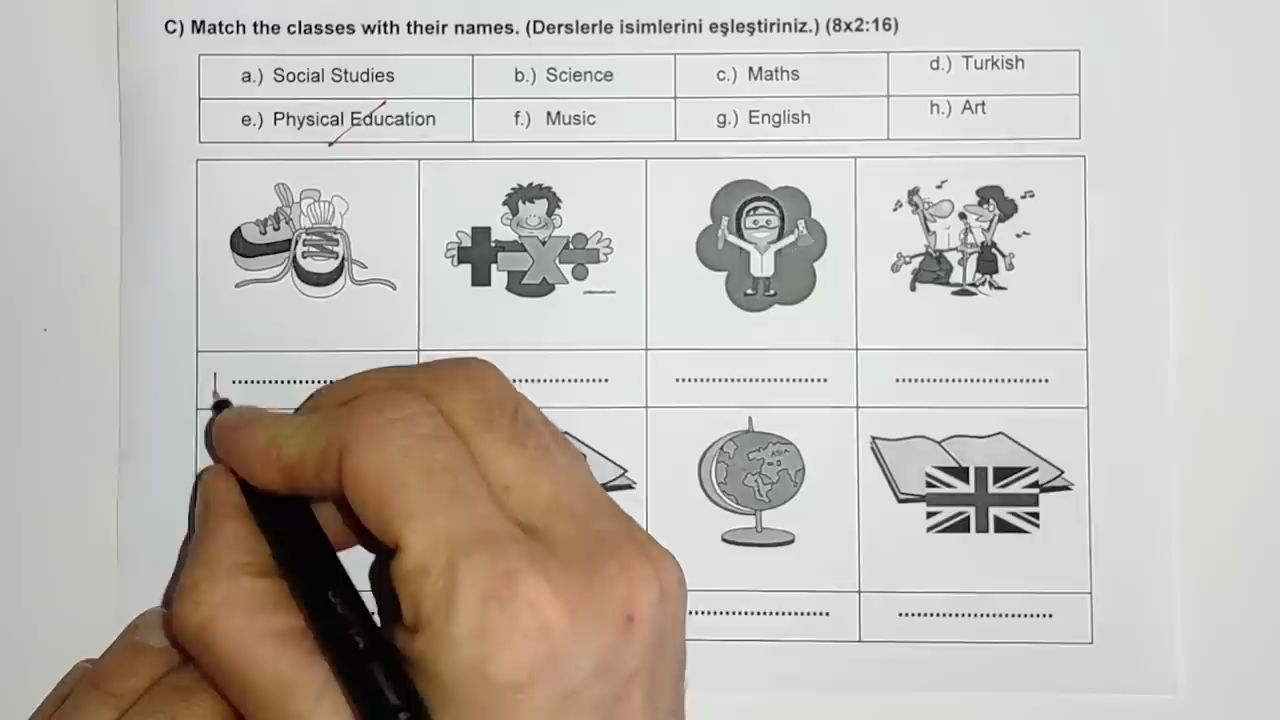 C) Match the classes with their names. (Derslerle isimlerini eşleştiriniz.) (8x2:16)
a.) Social Studies b.) Science c.) Maths d.) Turkish
e.) Physical Education f.) Music g.) English h.) Art
ASIA